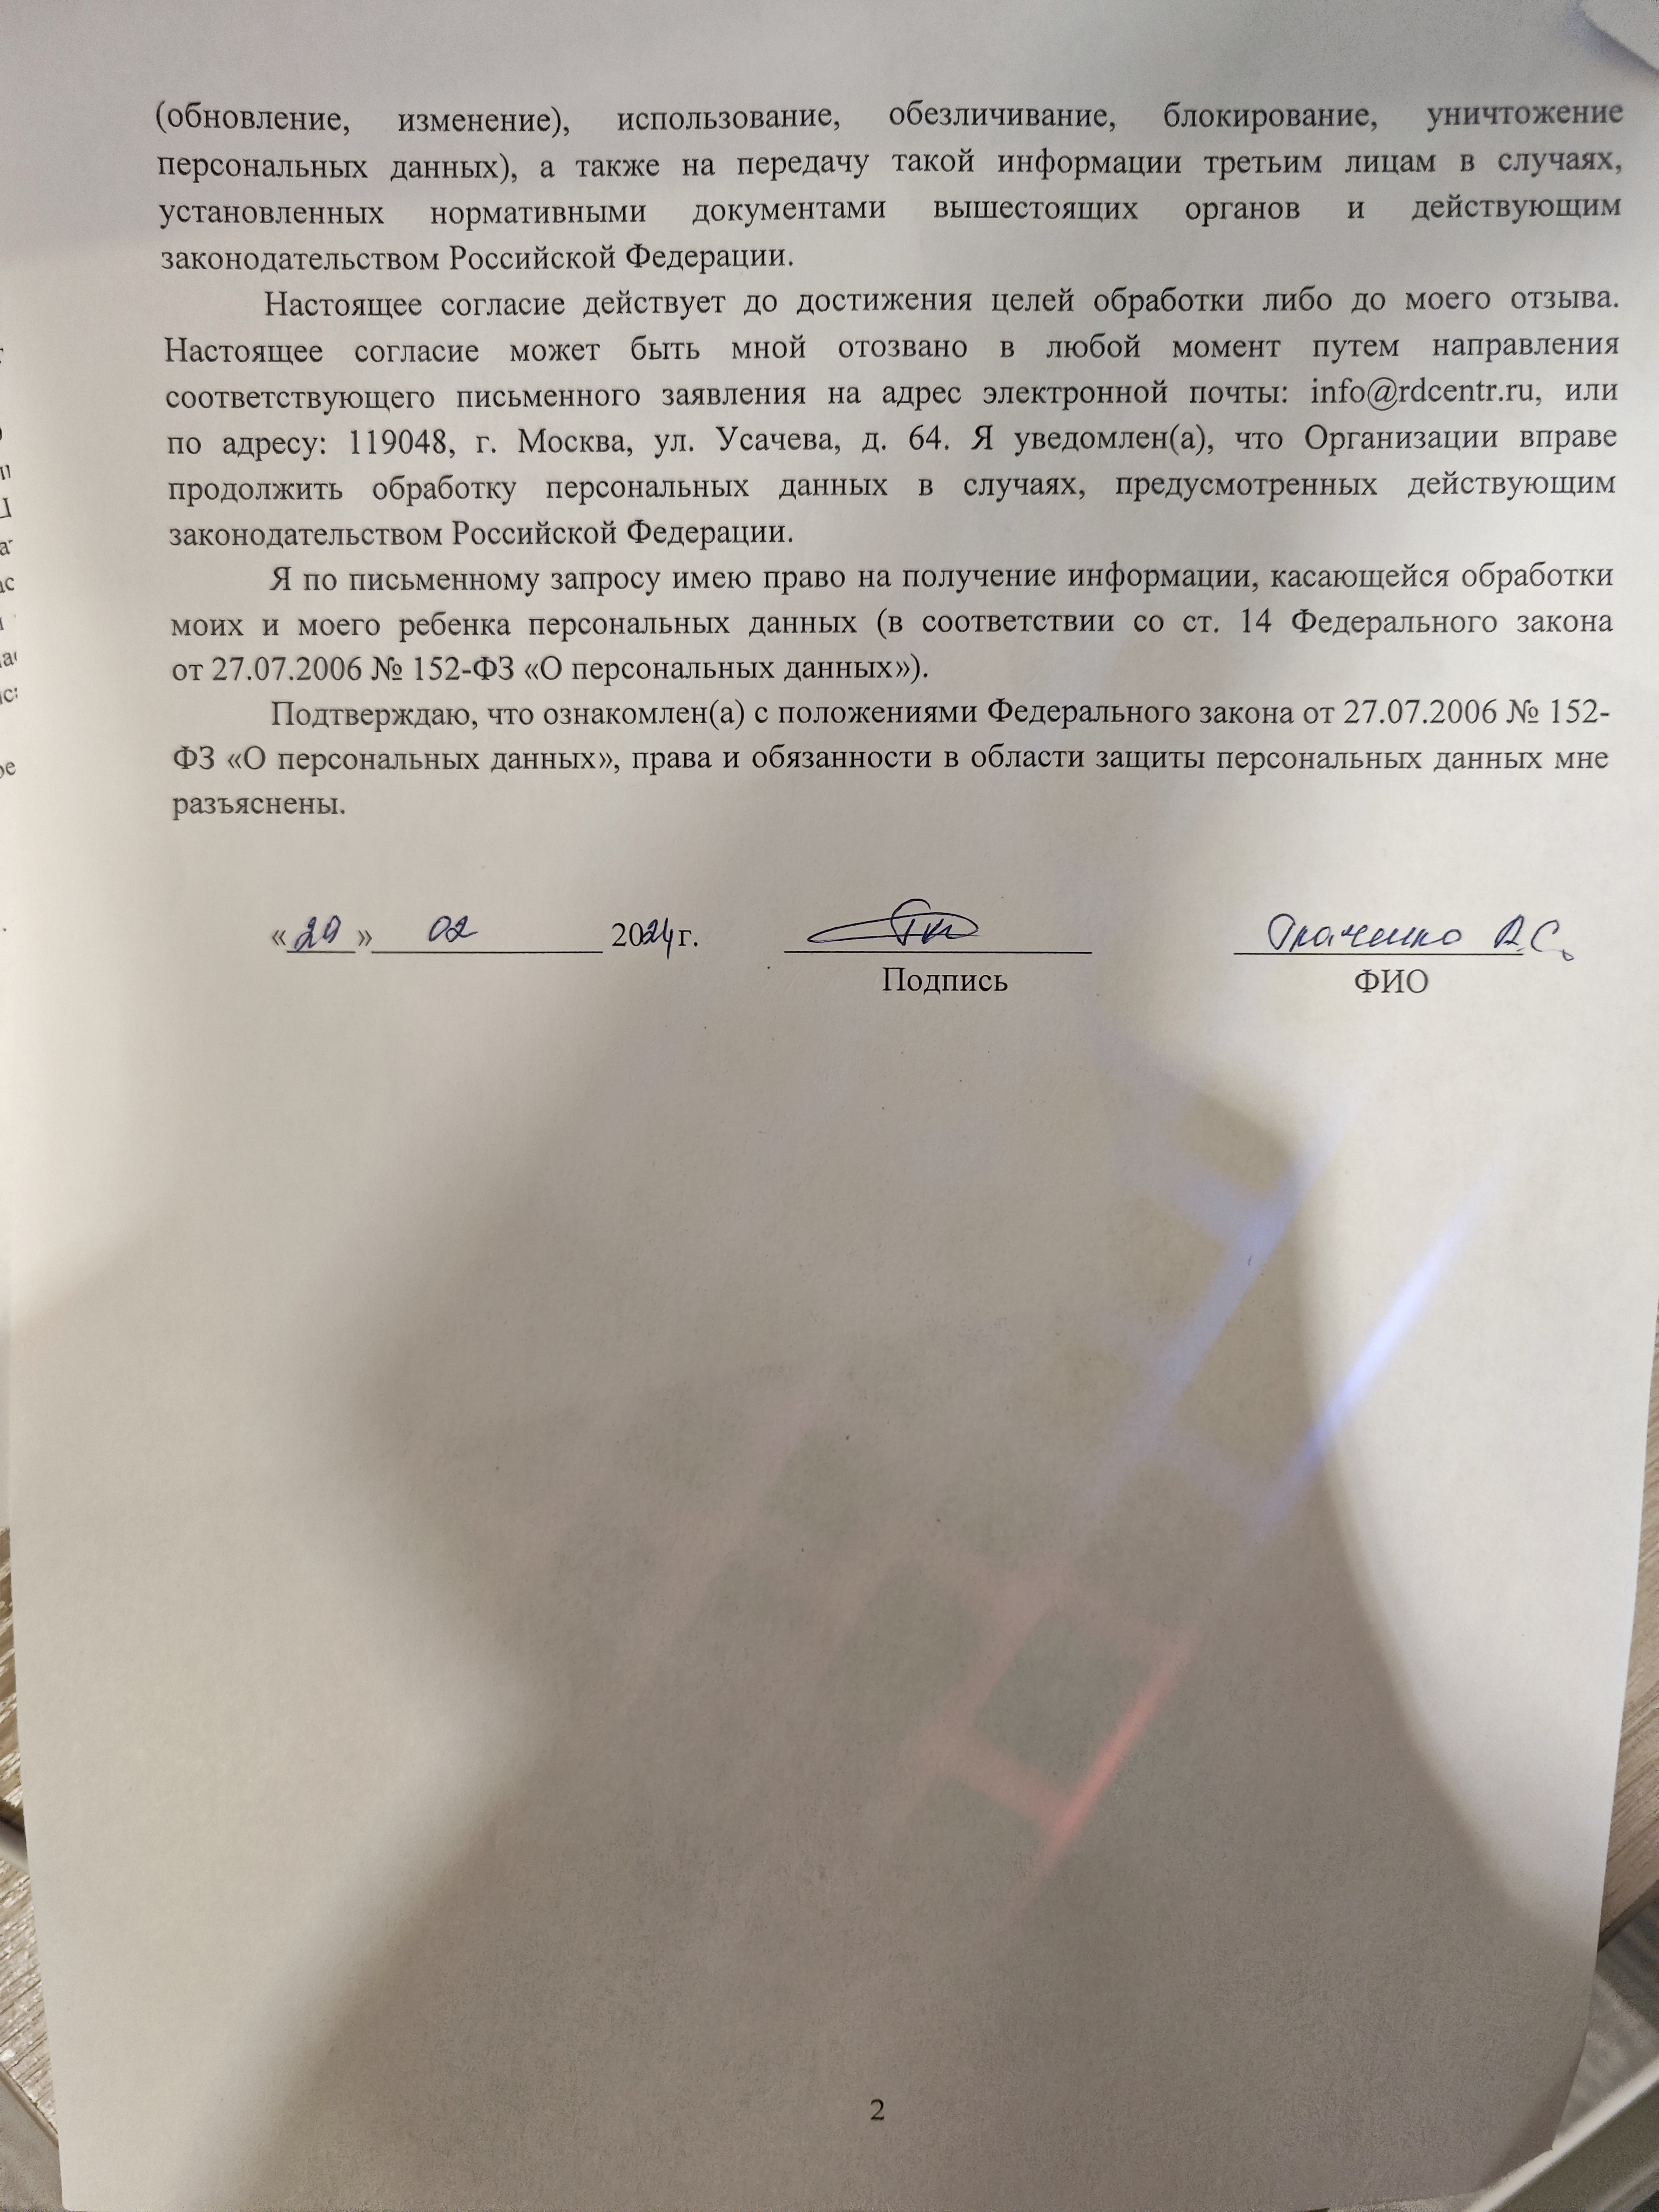 (обновление, изменение), использование, обезличивание, блокирование, уничтожение
персональных данных), а также на передачу такой информации третьим лицам в случаях,
установленных нормативными документами вышестоящих органов и действующим
законодательством Российской Федерации.
Настоящее согласие действует до достижения целей обработки либо до моего отзыва.
Настоящее согласие может быть мной отозвано в любой момент путем направления
соответствующего письменного заявления на адрес электронной почты: info@rdcentr.ru, или
по адресу: 119048, г. Москва, ул. Усачева, д. 64. Я уведомлен(а), что Организации вправе
продолжить обработку персональных данных в случаях, предусмотренных действующим
законодательством Российской Федерации.
Я по письменному запросу имею право на получение информации, касающейся обработки
моих и моего ребенка персональных данных (в соответствии со ст. 14 Федерального закона
от 27.07.2006 № 152-ФЗ «О персональных данных»).
Подтверждаю, что ознакомлен(а) с положениями Федерального закона от 27.07.2006 № 152-
ФЗ «О персональных данных», права и обязанности в области защиты персональных данных мне
разъяснены.
«29» 02 2024г. Ткаченко А.С.
Подпись ФИО
2